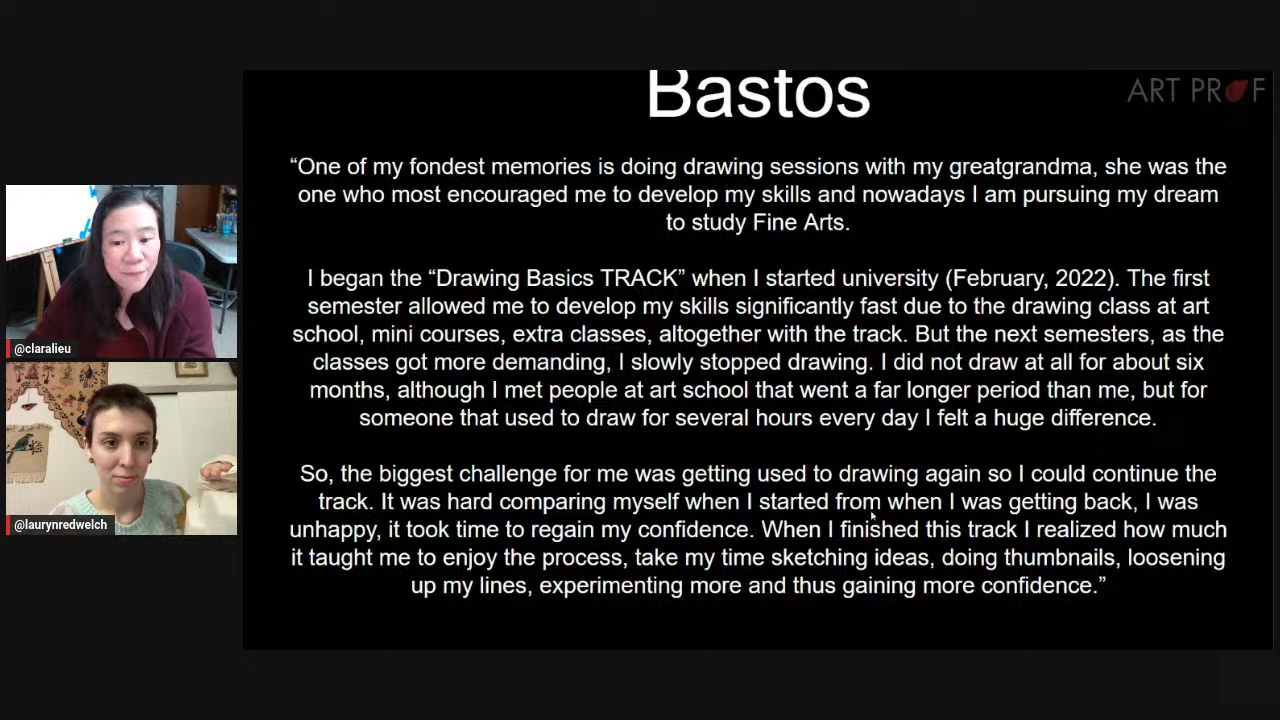 Bastos
ART PROF
“One of my fondest memories is doing drawing sessions with my greatgrandma, she was the
one who most encouraged me to develop my skills and nowadays I am pursuing my dream
to study Fine Arts.
I began the “Drawing Basics TRACK” when I started university (February, 2022). The first
semester allowed me to develop my skills significantly fast due to the drawing class at art
school, mini courses, extra classes, altogether with the track. But the next semesters, as the
classes got more demanding, I slowly stopped drawing. I did not draw at all for about six
months, although I met people at art school that went a far longer period than me, but for
someone that used to draw for several hours every day I felt a huge difference.
So, the biggest challenge for me was getting used to drawing again so I could continue the
track. It was hard comparing myself when I started from when I was getting back, I was
unhappy, it took time to regain my confidence. When I finished this track I realized how much
it taught me to enjoy the process, take my time sketching ideas, doing thumbnails, loosening
up my lines, experimenting more and thus gaining more confidence.”
@claralieu
@laurynredwelch